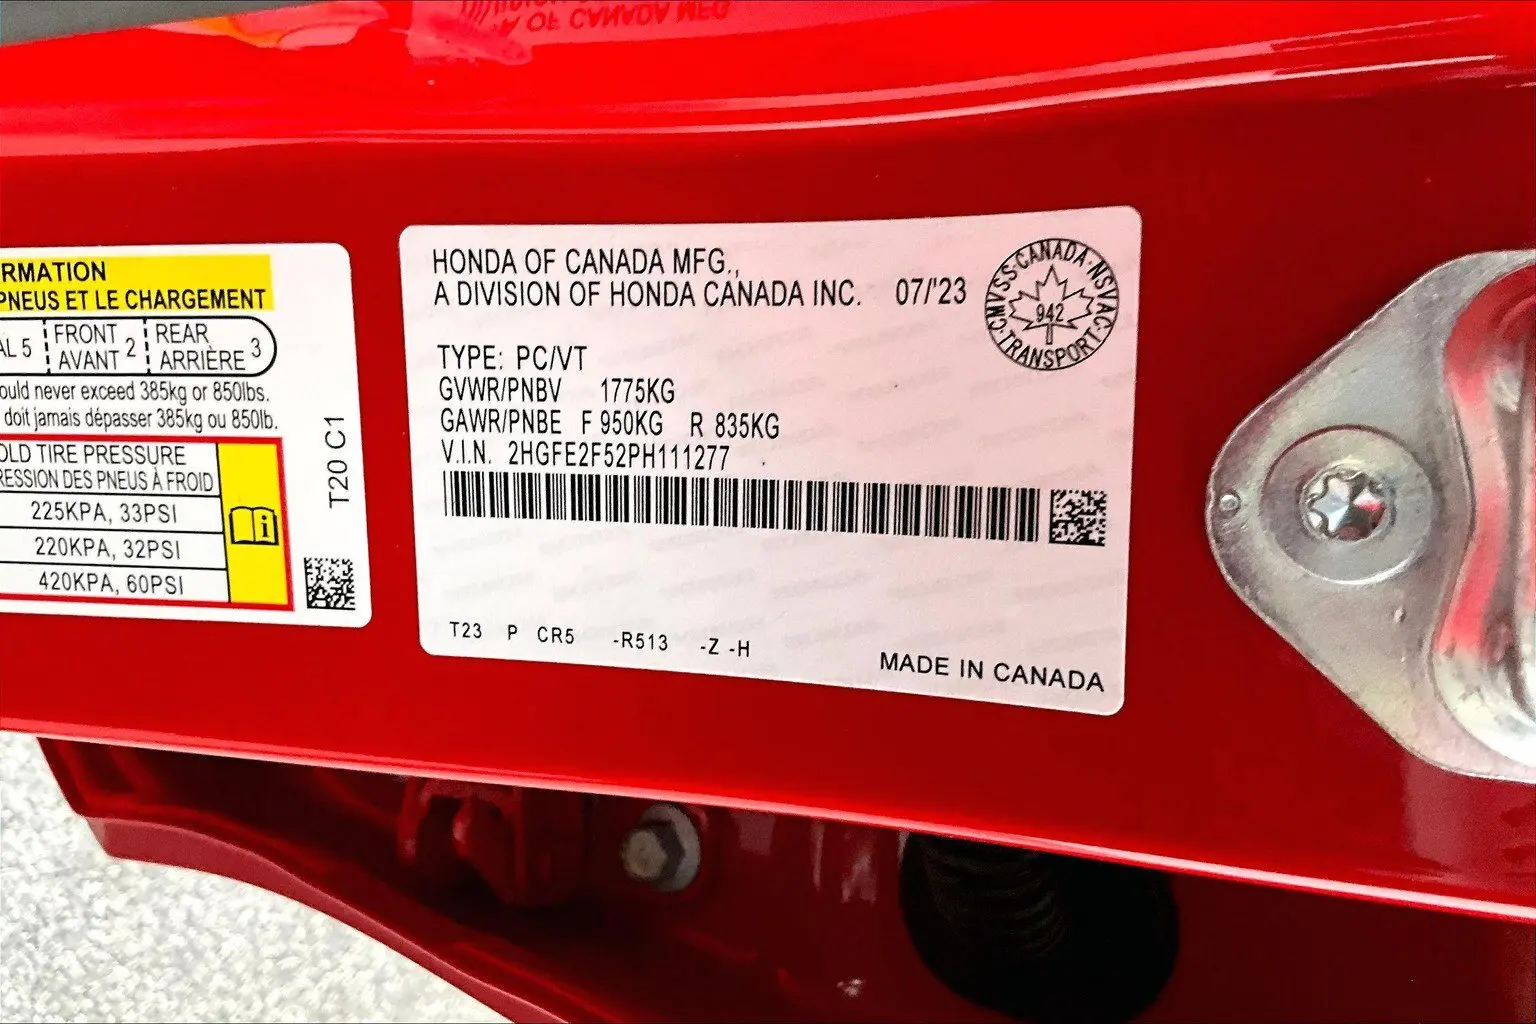 A OF CANADA MFG
RMATION
PNEUS ET LE CHARGEMENT
AL 5 FRONT AVANT 2 REAR ARRIÈRE 3
ould never exceed 385kg or 850lbs.
doit jamais dépasser 385kg ou 850lb.
OLD TIRE PRESSURE
RESSION DES PNEUS À FROID
225KPA, 33PSI
220KPA, 32PSI
420KPA, 60PSI
T20 C1
HONDA OF CANADA MFG.,
A DIVISION OF HONDA CANADA INC. 07/'23
CMVSS·CANADA·NSVAC·TRANSPORT·
942
TYPE: PC/VT
GVWR/PNBV 1775KG
GAWR/PNBE F 950KG R 835KG
V.I.N. 2HGFE2F52PH111277
T23 P CR5 -R513 -Z -H
MADE IN CANADA